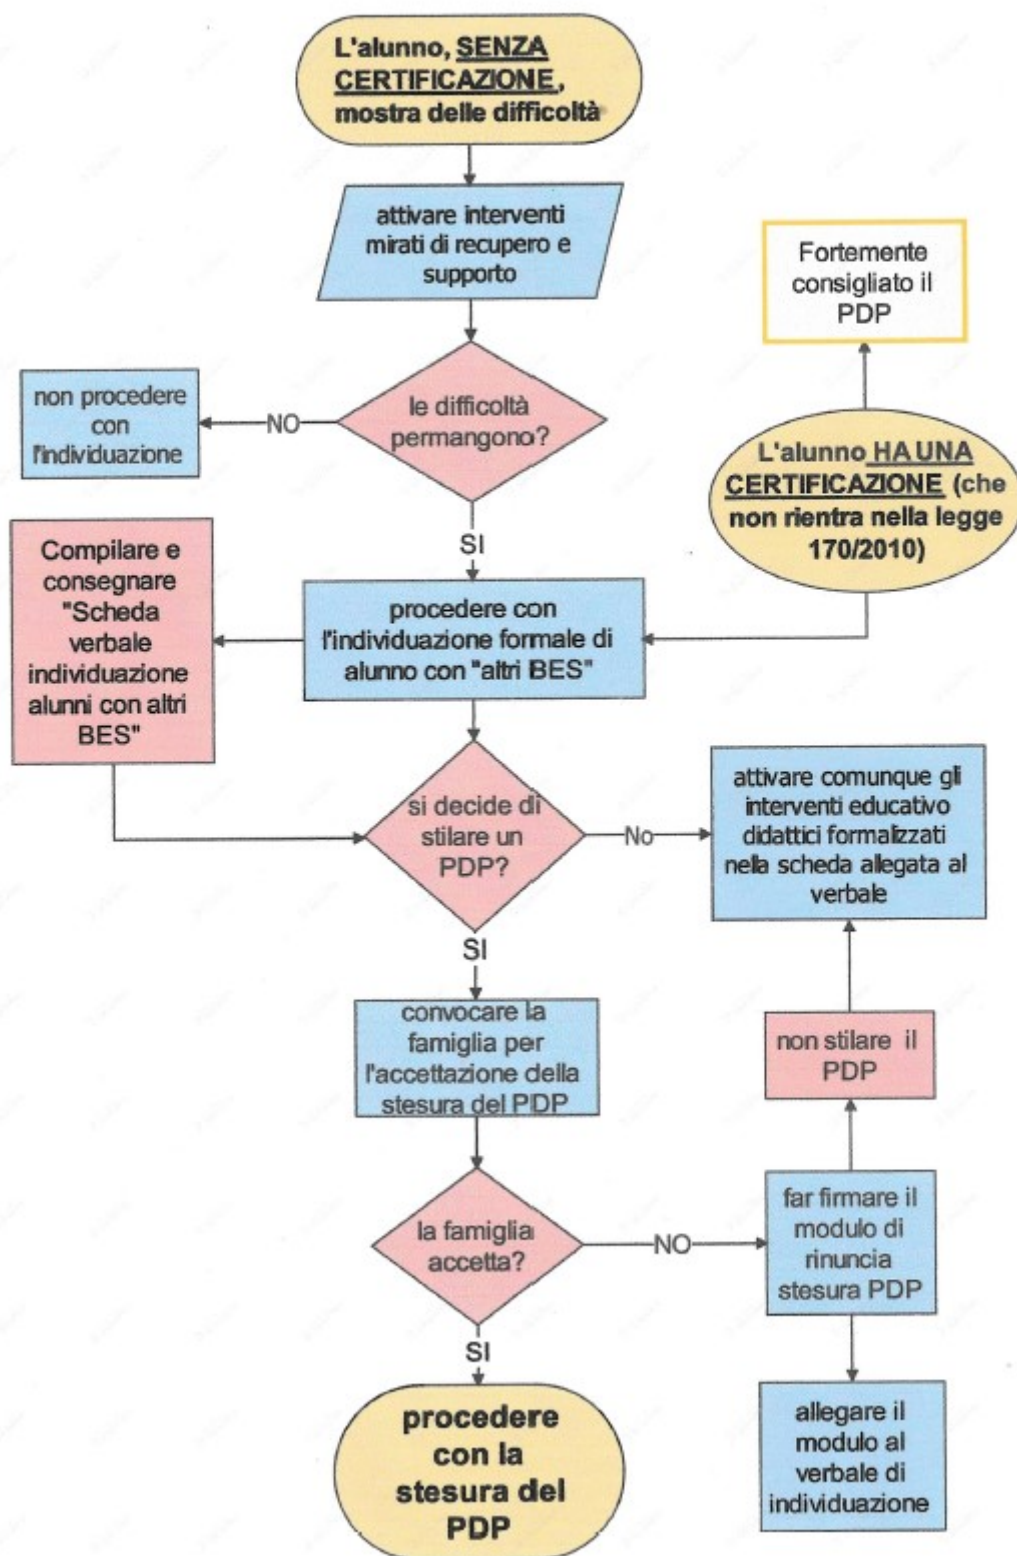 L'alunno, SENZA
CERTIFICAZIONE,
mostra delle difficoltà
attivare interventi
mirati di recupero e
supporto
Fortemente
consigliato il
PDP
le difficoltà
permangono?
NO
non procedere
con
l'individuazione
L'alunno HA UNA
CERTIFICAZIONE (che
non rientra nella legge
170/2010)
SI
Compilare e
consegnare
"Scheda
verbale
individuazione
alunni con altri
BES"
procedere con
l'individuazione formale di
alunno con "altri BES"
si decide di
stilare un
PDP?
No
attivare comunque gli
interventi educativo
didattici formalizzati
nella scheda allegata al
verbale
SI
convocare la
famiglia per
l'accettazione della
stesura del PDP
non stilare il
PDP
la famiglia
accetta?
NO
far firmare il
modulo di
rinuncia
stesura PDP
SI
procedere
con la
stesura del
PDP
allegare il
modulo al
verbale di
individuazione